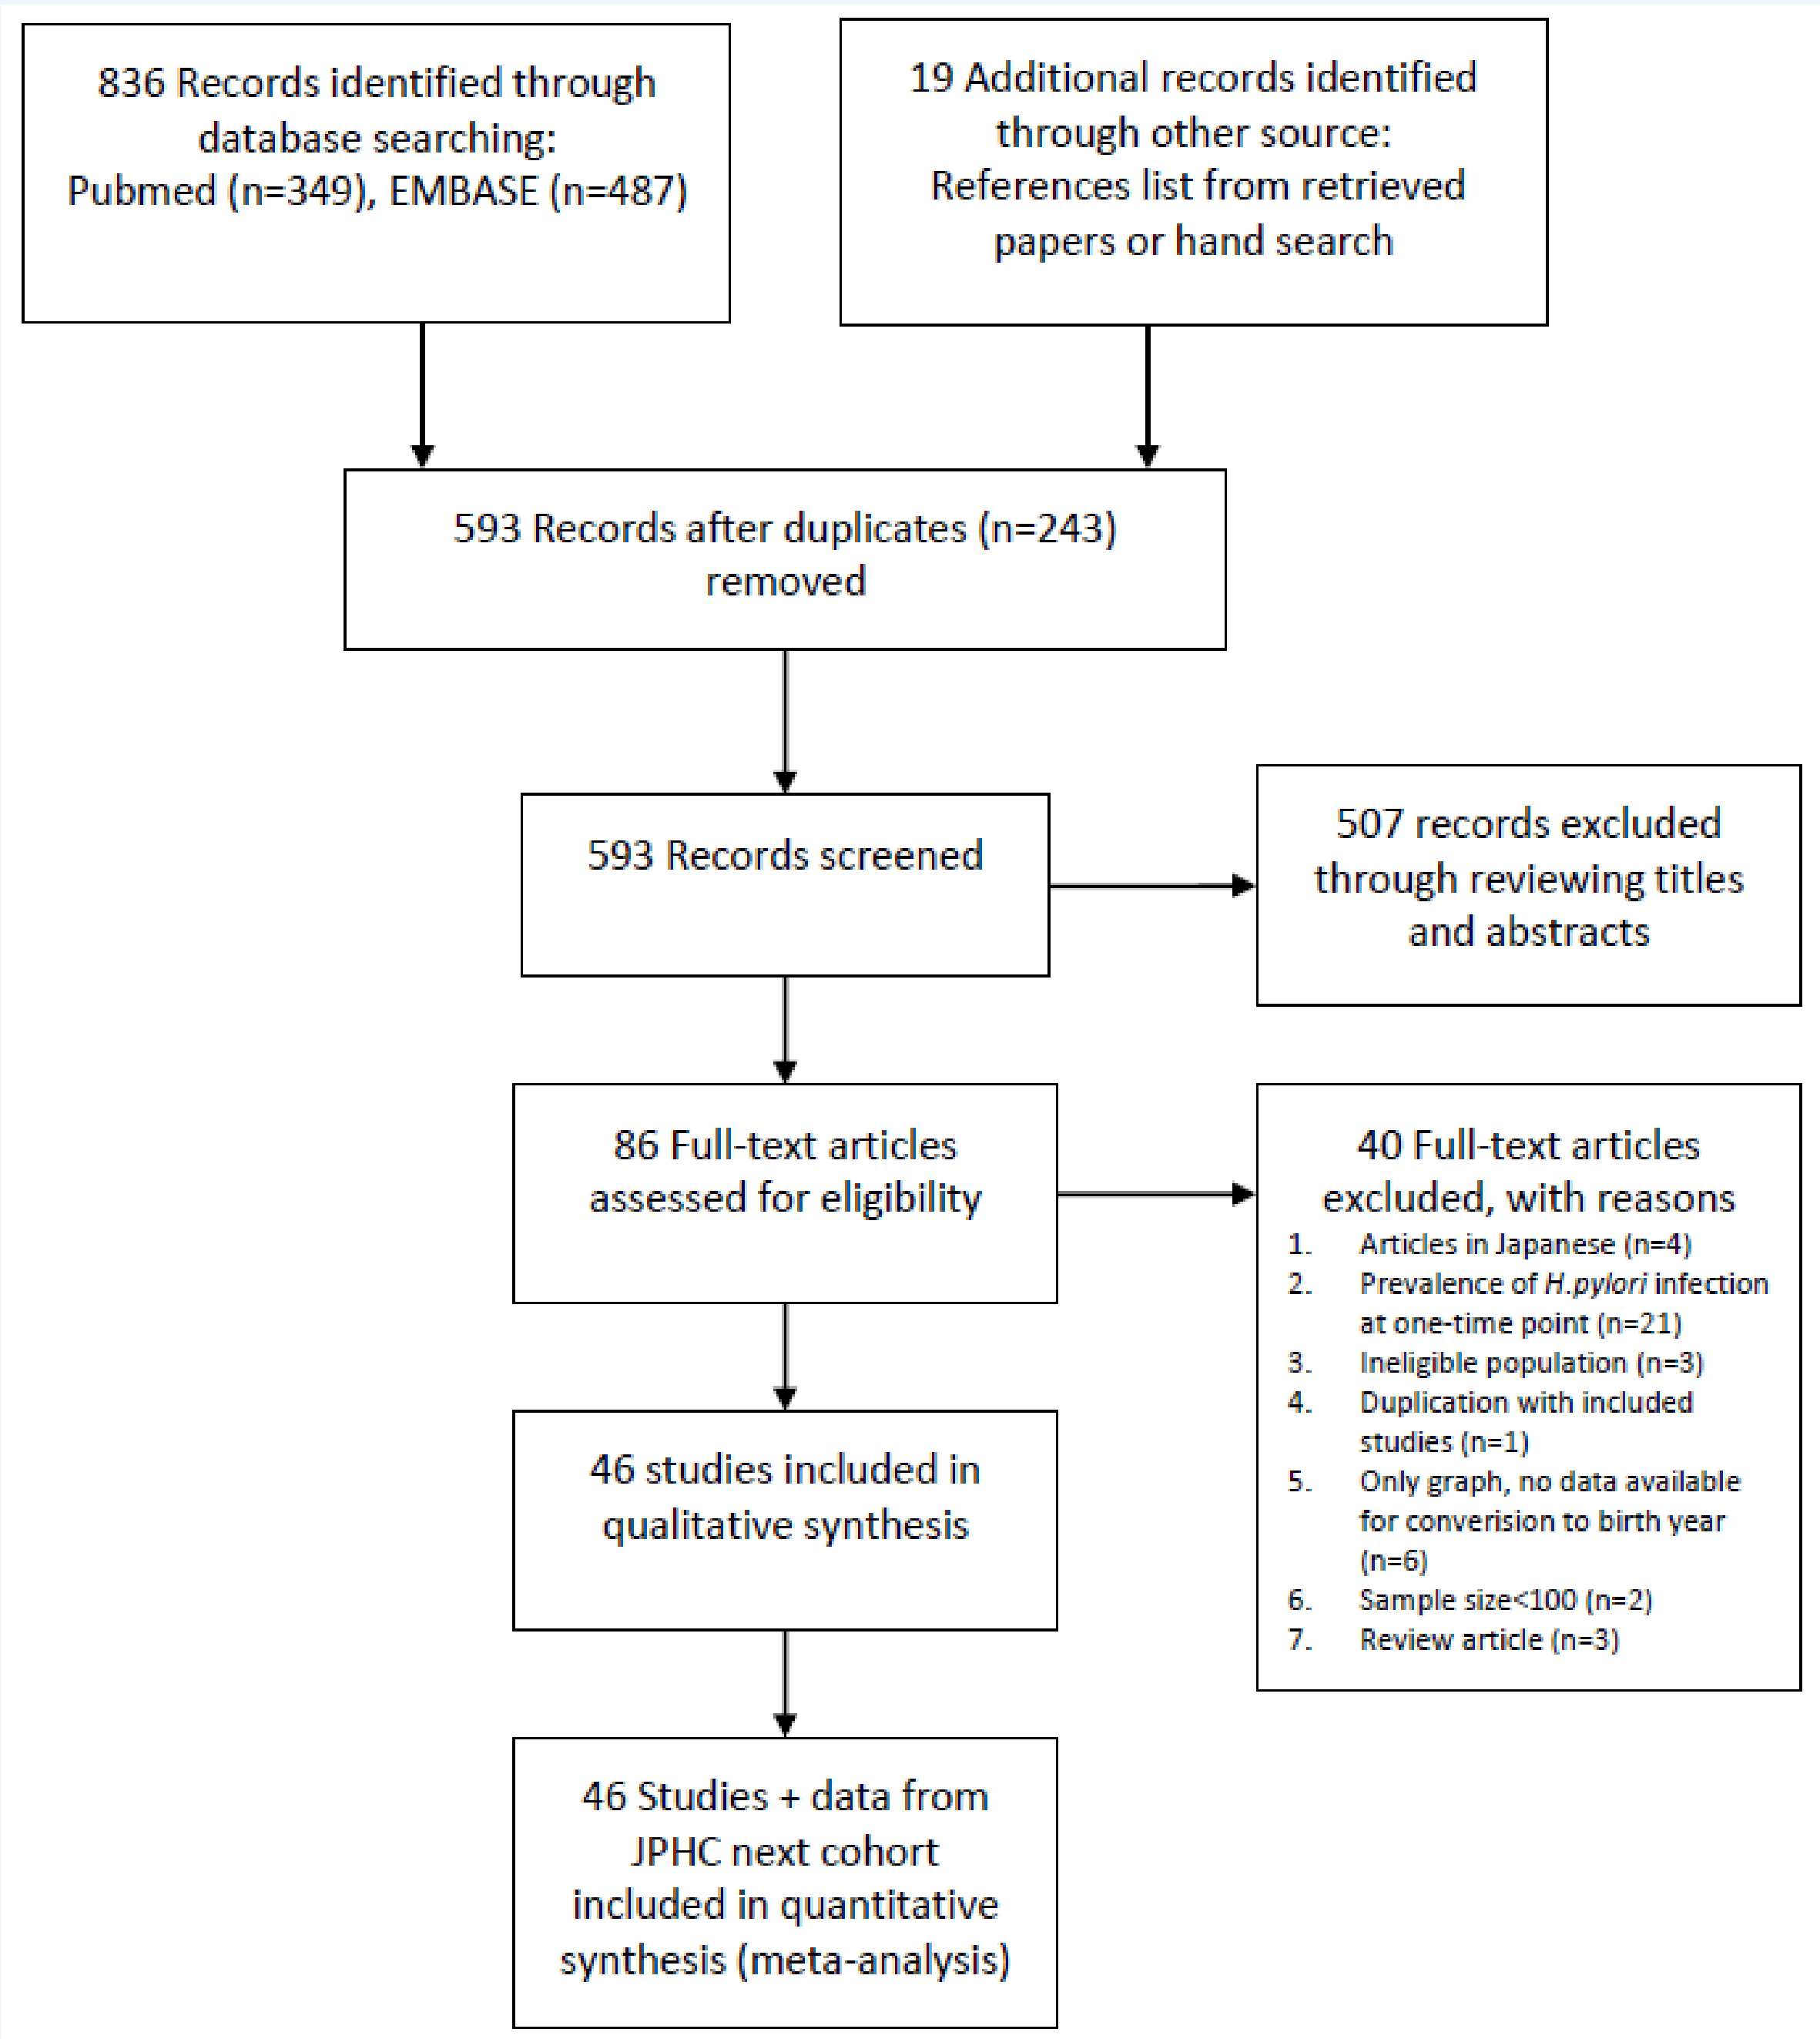 836 Records identified through
database searching:
Pubmed (n=349), EMBASE (n=487)
19 Additional records identified
through other source:
References list from retrieved
papers or hand search
593 Records after duplicates (n=243)
removed
593 Records screened
507 records excluded
through reviewing titles
and abstracts
86 Full-text articles
assessed for eligibility
40 Full-text articles
excluded, with reasons
1. Articles in Japanese (n=4)
2. Prevalence of H.pylori infection
at one-time point (n=21)
3. Ineligible population (n=3)
4. Duplication with included
studies (n=1)
5. Only graph, no data available
for converision to birth year
(n=6)
6. Sample size<100 (n=2)
7. Review article (n=3)
46 studies included in
qualitative synthesis
46 Studies + data from
JPHC next cohort
included in quantitative
synthesis (meta-analysis)